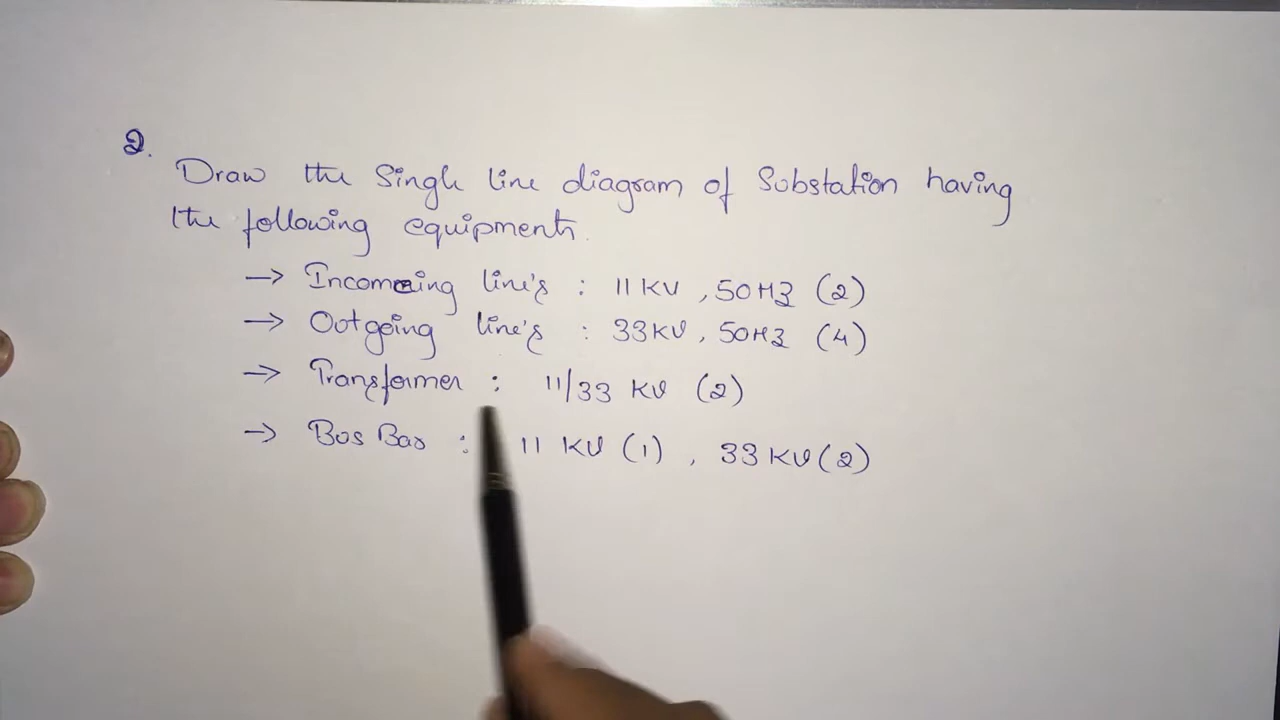 2.
Draw the Single line diagram of Substation having
the following equipments.
→ Incomeing line's : 11 KV , 50 Hz (2)
→ Outgoing line's : 33 KV , 50 Hz (4)
→ Transformer : 11/33 KV (2)
→ Bus Bar : 11 KV (1) , 33 KV (2)